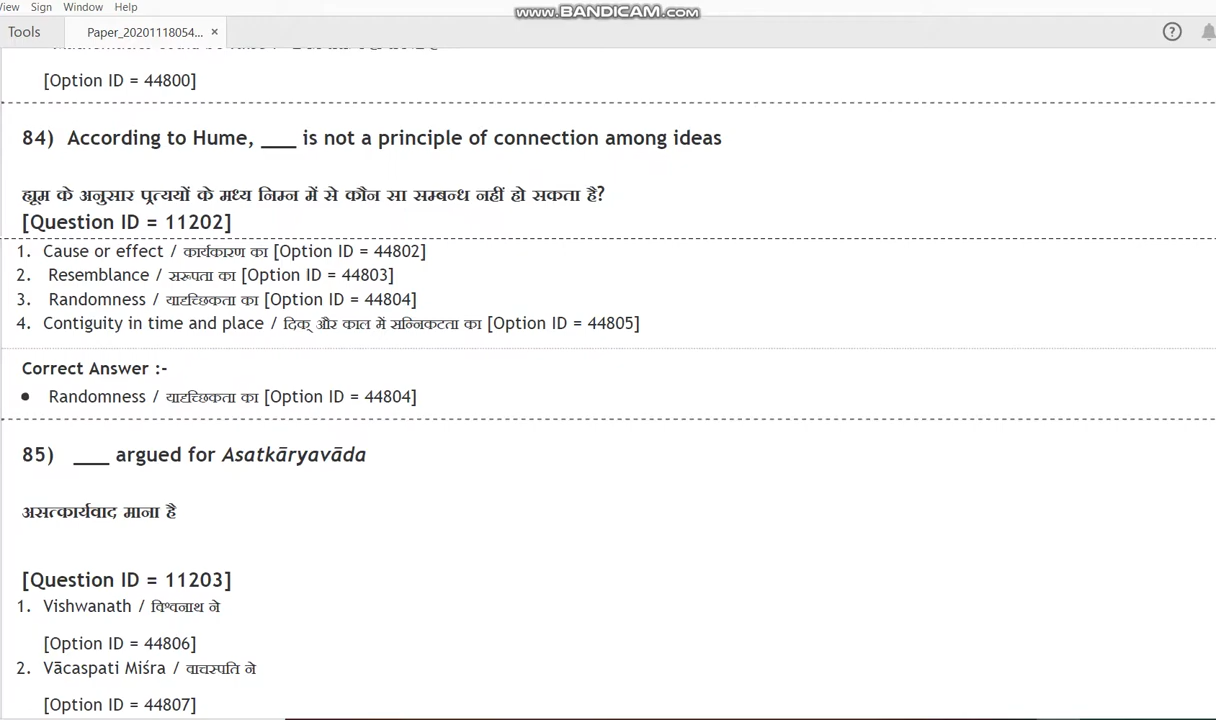 View Sign Window Help
www.BANDICAM.com
Tools Paper_20201118054... ×
[Option ID = 44800]
84) According to Hume, ___ is not a principle of connection among ideas
ह्यूम के अनुसार प्रत्ययों के मध्य निम्न में से कौन सा सम्बन्ध नहीं हो सकता है?
[Question ID = 11202]
1. Cause or effect / कार्यकारण का [Option ID = 44802]
2. Resemblance / सरूपता का [Option ID = 44803]
3. Randomness / यादृच्छिकता का [Option ID = 44804]
4. Contiguity in time and place / दिक् और काल में सन्निकटता का [Option ID = 44805]
Correct Answer :-
• Randomness / यादृच्छिकता का [Option ID = 44804]
85) ___ argued for Asatkāryavāda
असत्कार्यवाद माना है
[Question ID = 11203]
1. Vishwanath / विश्वनाथ ने
[Option ID = 44806]
2. Vācaspati Miśra / वाचस्पति ने
[Option ID = 44807]